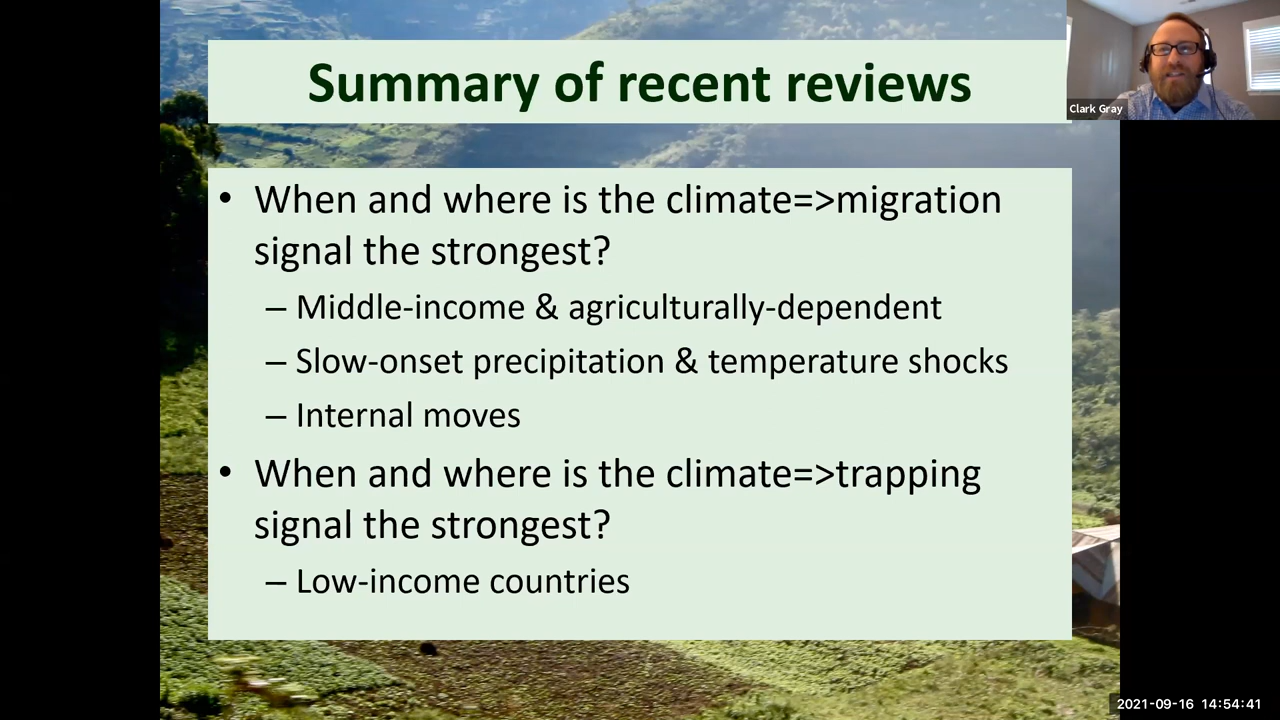 Summary of recent reviews
Clark Gray
• When and where is the climate=>migration
signal the strongest?
– Middle-income & agriculturally-dependent
– Slow-onset precipitation & temperature shocks
– Internal moves
• When and where is the climate=>trapping
signal the strongest?
– Low-income countries
2021-09-16 14:54:41